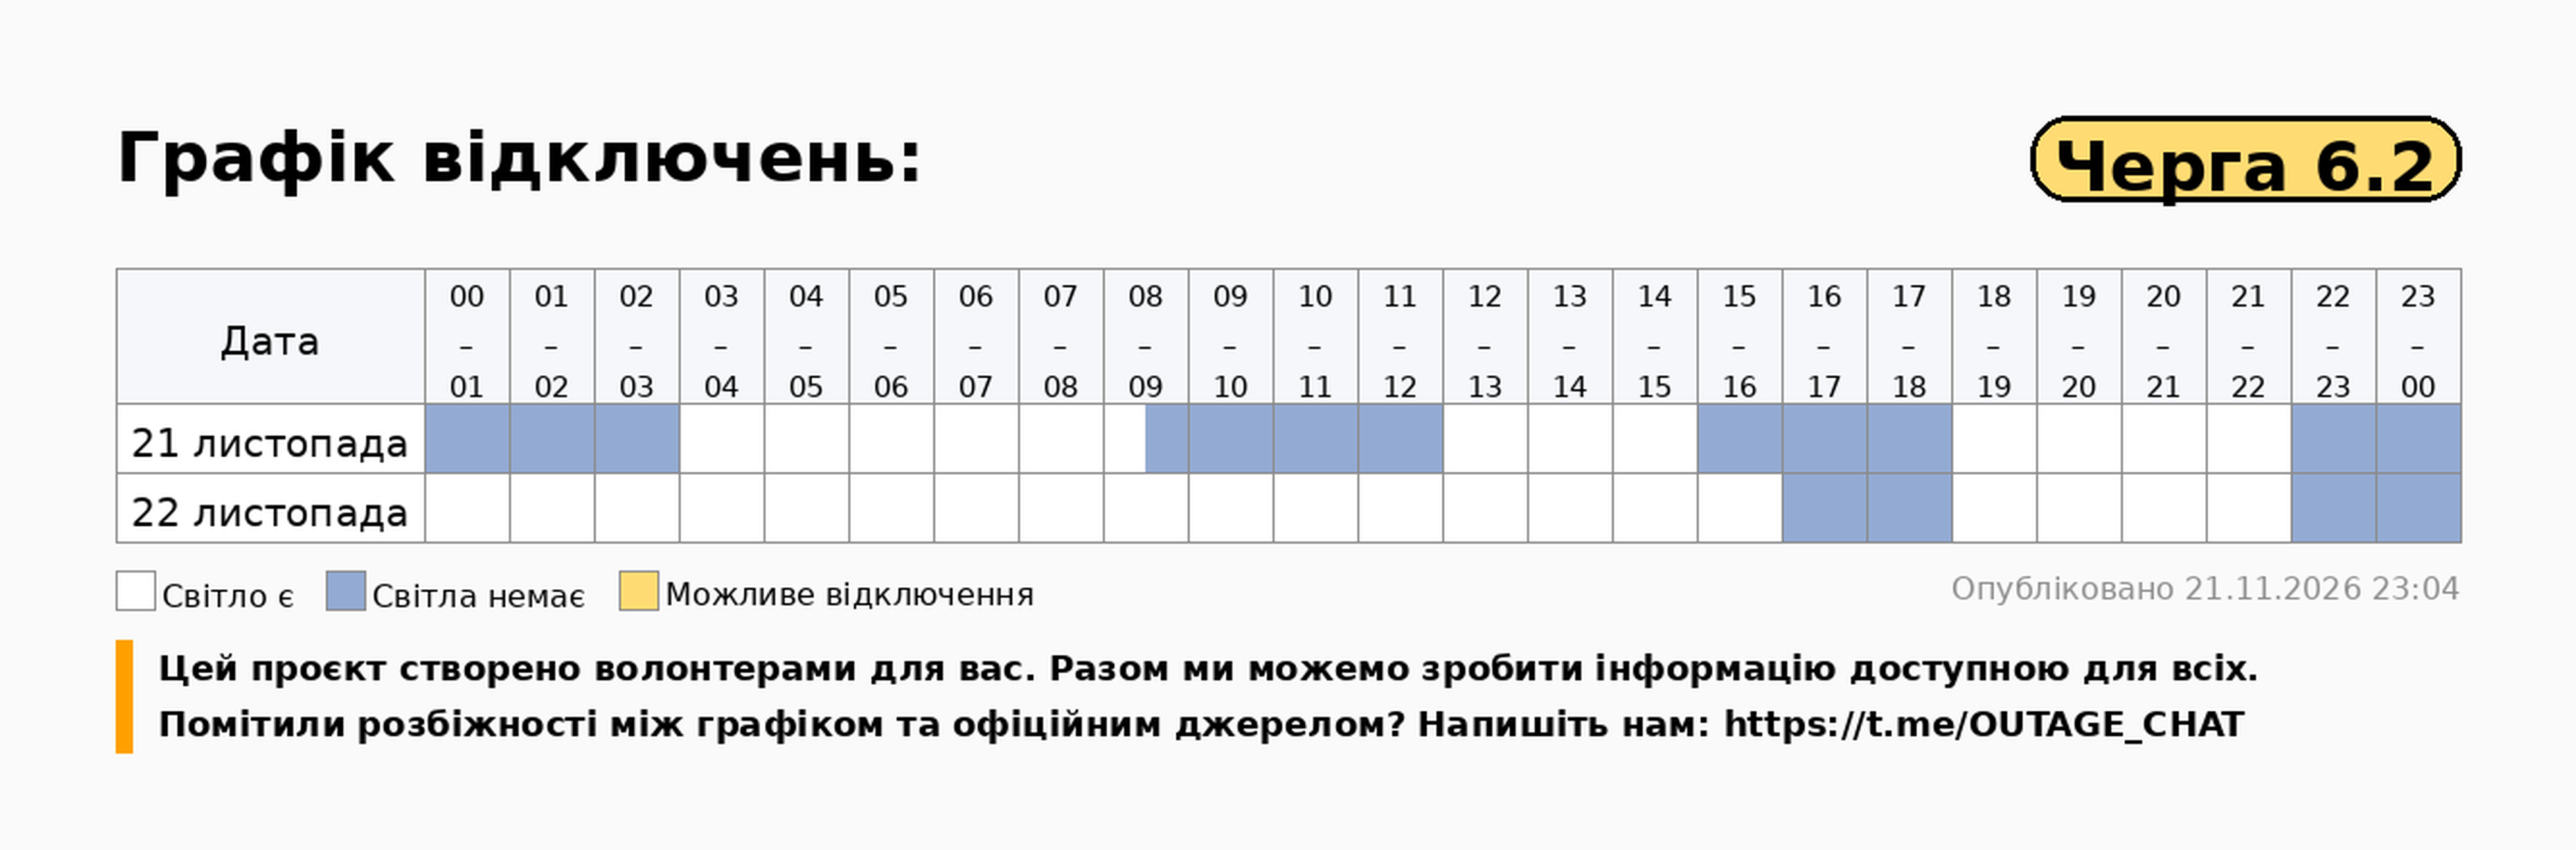 Графік відключень:
Черга 6.2
Дата
00 – 01
01 – 02
02 – 03
03 – 04
04 – 05
05 – 06
06 – 07
07 – 08
08 – 09
09 – 10
10 – 11
11 – 12
12 – 13
13 – 14
14 – 15
15 – 16
16 – 17
17 – 18
18 – 19
19 – 20
20 – 21
21 – 22
22 – 23
23 – 00
21 листопада
22 листопада
Світло є
Світла немає
Можливе відключення
Опубліковано 21.11.2026 23:04
Цей проєкт створено волонтерами для вас. Разом ми можемо зробити інформацію доступною для всіх.
Помітили розбіжності між графіком та офіційним джерелом? Напишіть нам: https://t.me/OUTAGE_CHAT